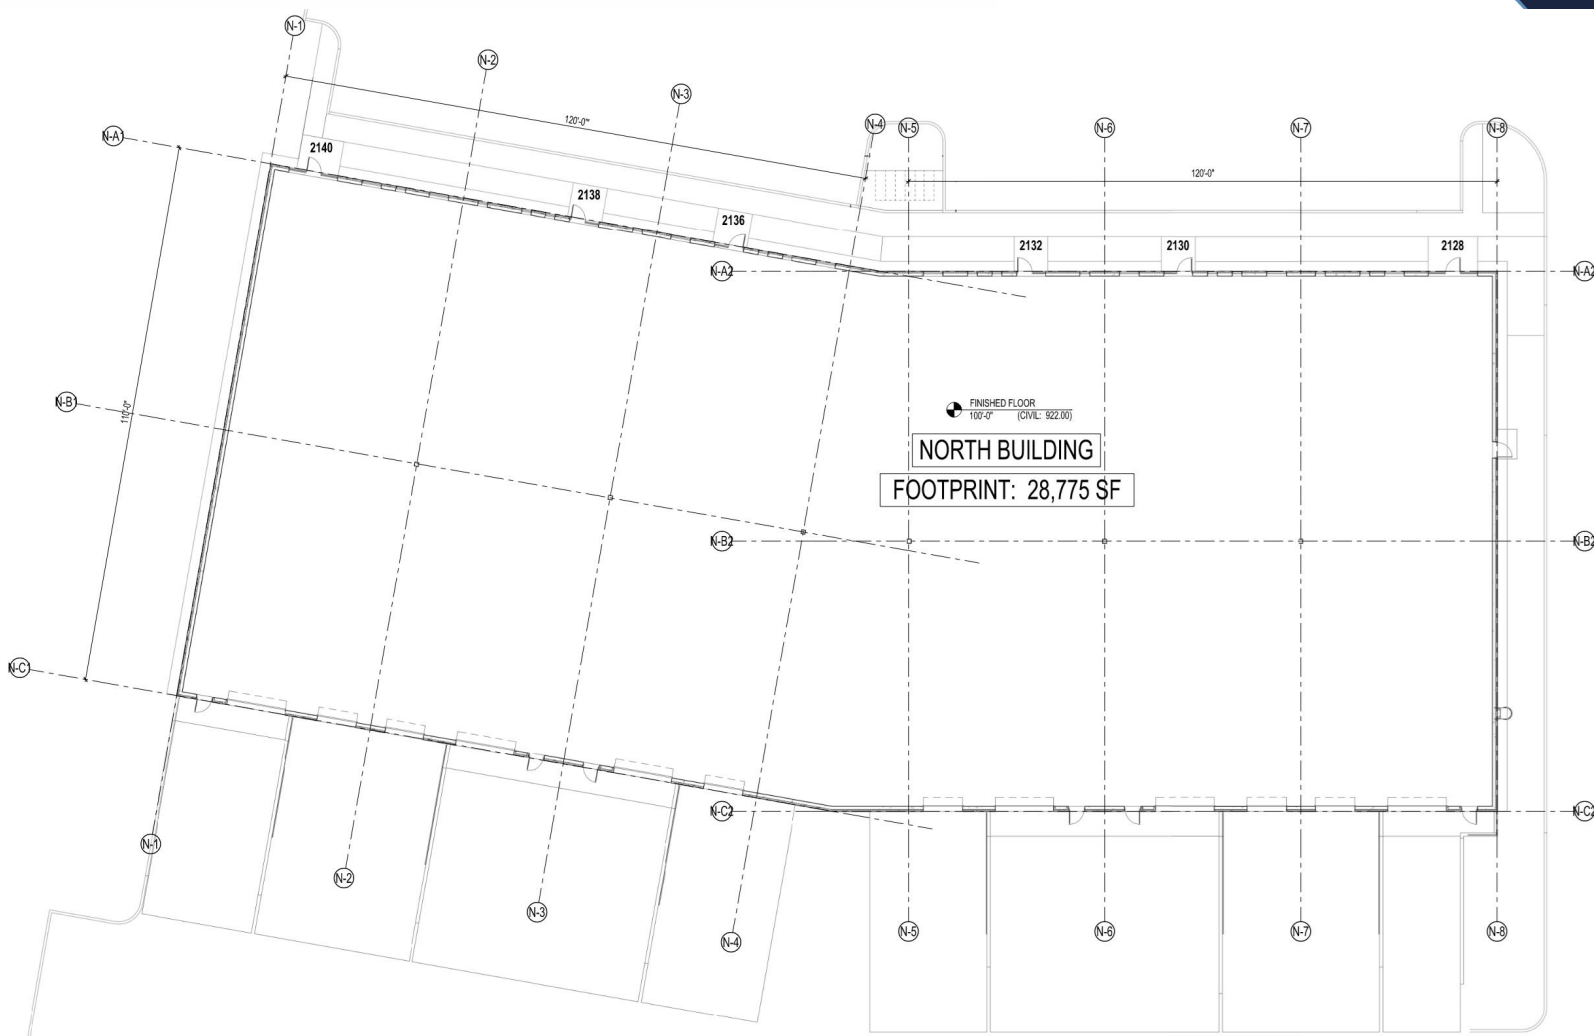 N-1
N-2
N-3
N-4
N-5
N-6
N-7
N-8
N-A1
120'-0"
120'-0"
2140
2138
2136
2132
2130
2128
N-A2
N-A2
N-B1
110'-0"
FINISHED FLOOR
100'-0" (CIVIL: 922.00)
NORTH BUILDING
FOOTPRINT: 28,775 SF
N-B2
N-B2
N-C1
N-C2
N-C2
N-1
N-2
N-3
N-4
N-5
N-6
N-7
N-8